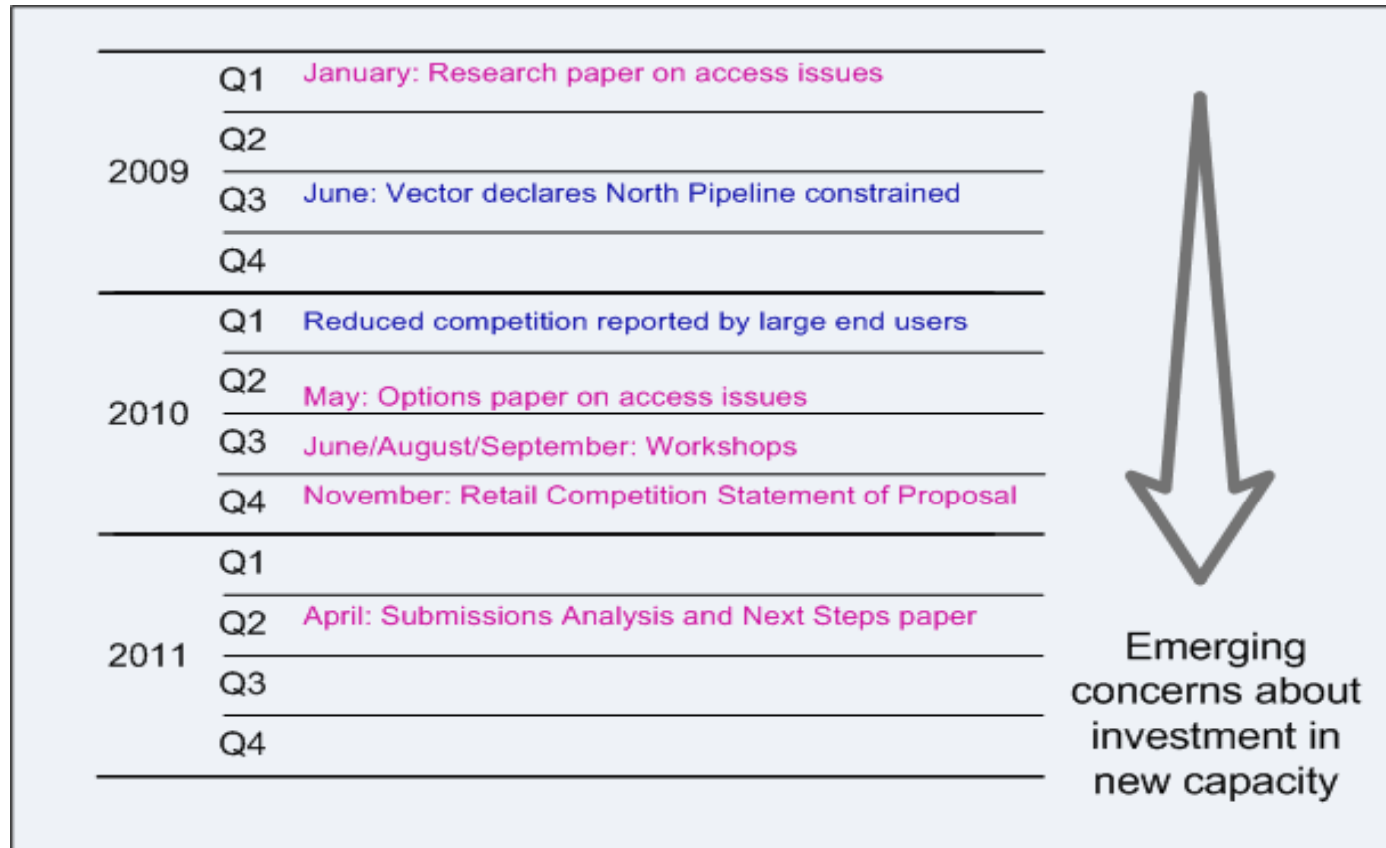 2009
Q1 January: Research paper on access issues
Q2
Q3 June: Vector declares North Pipeline constrained
Q4
2010
Q1 Reduced competition reported by large end users
Q2 May: Options paper on access issues
Q3 June/August/September: Workshops
Q4 November: Retail Competition Statement of Proposal
2011
Q1
Q2 April: Submissions Analysis and Next Steps paper
Q3
Q4
Emerging
concerns about
investment in
new capacity